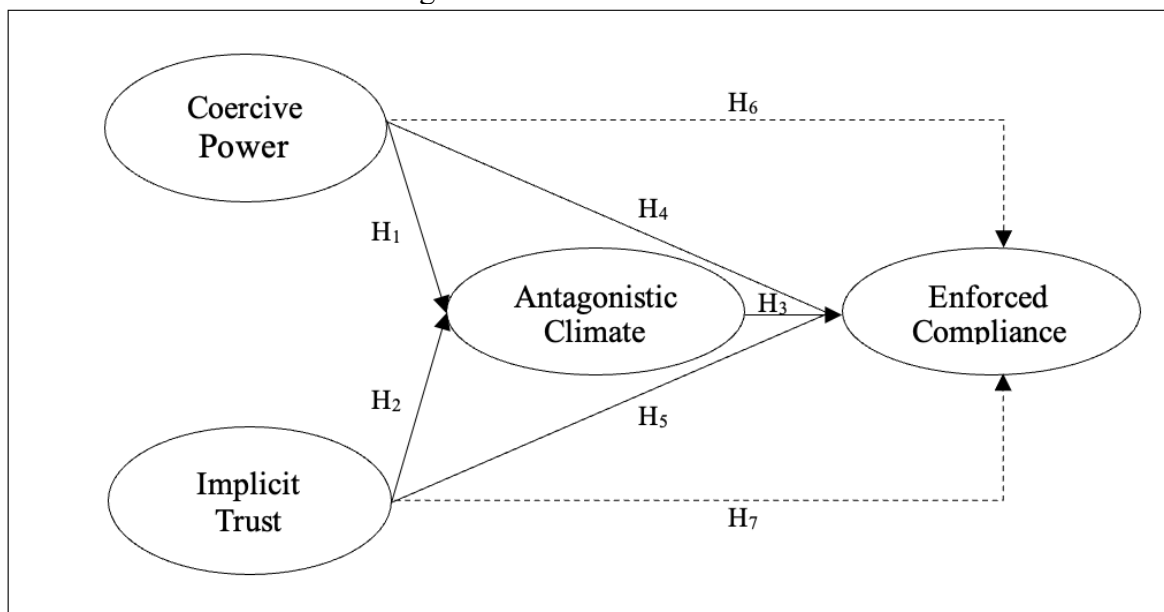 Coercive
Power
H₆
H₄
H₁
Antagonistic
Climate
H₃
Enforced
Compliance
H₂
H₅
Implicit
Trust
H₇